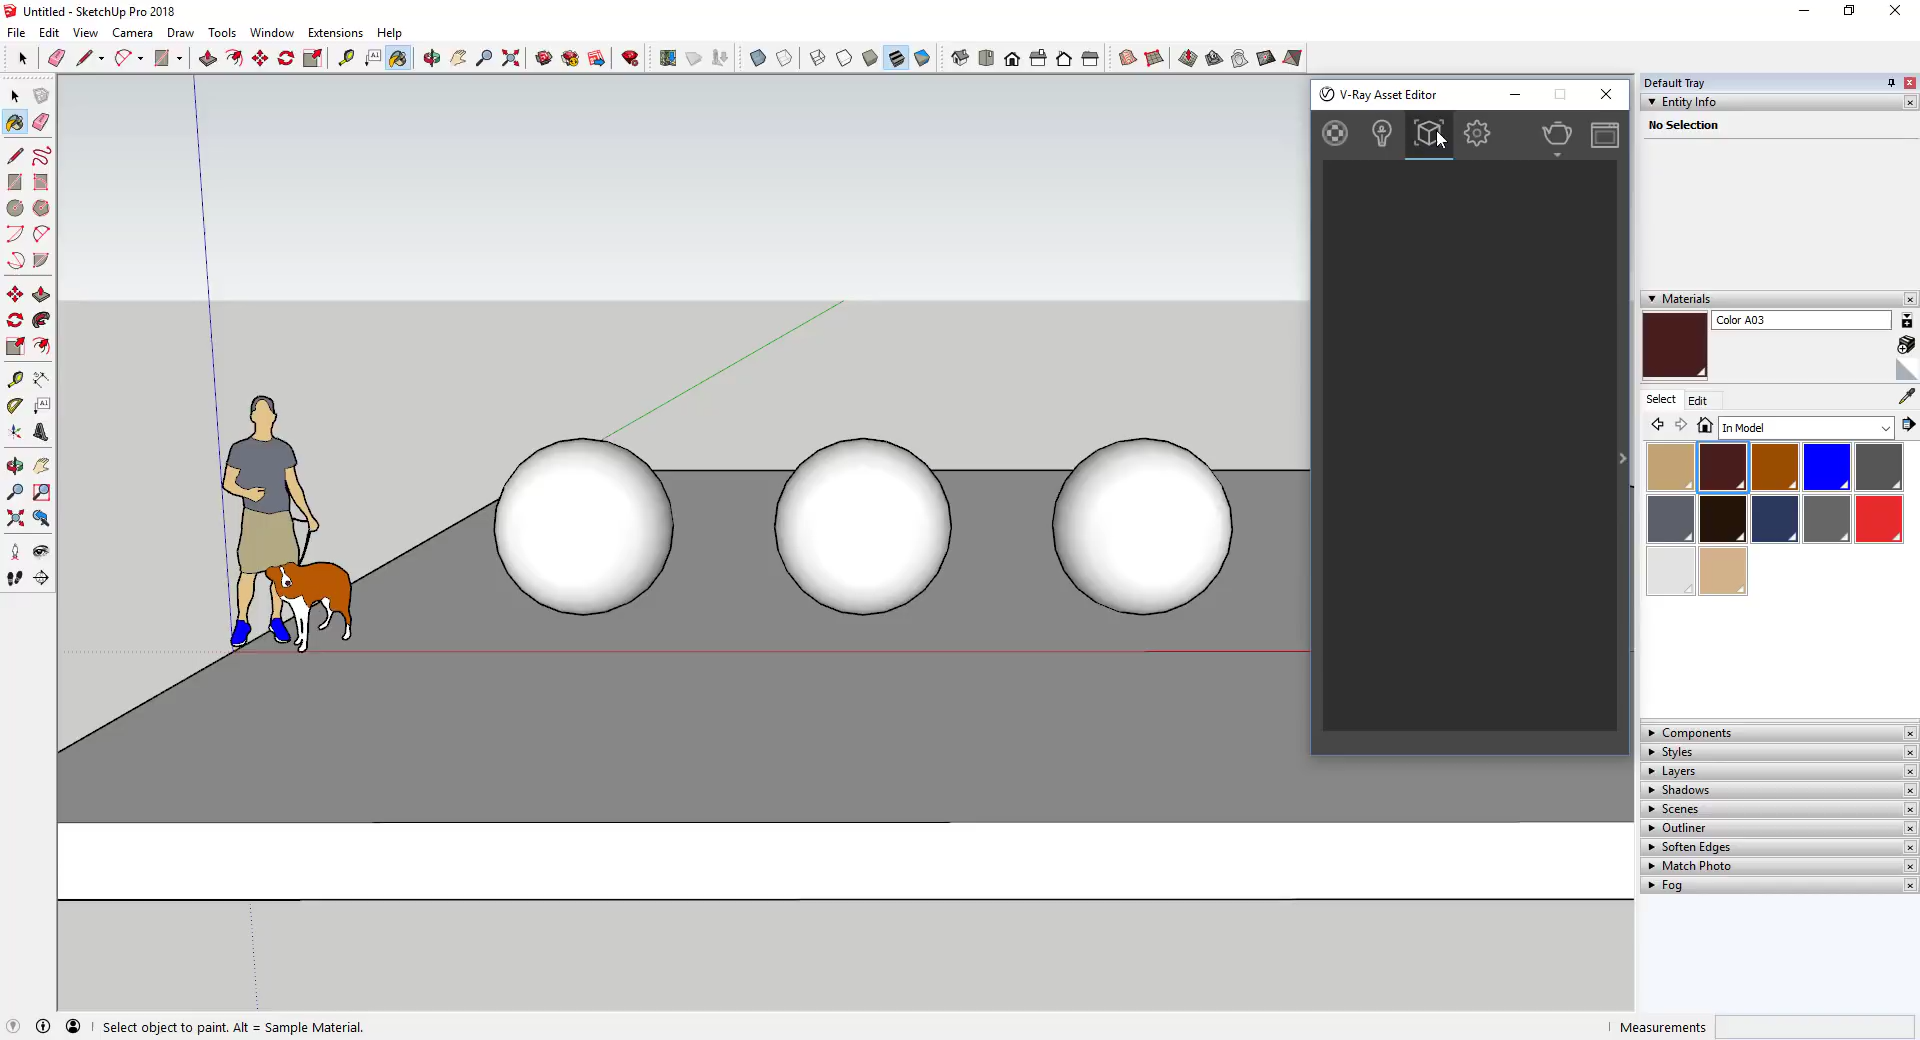 Untitled - SketchUp Pro 2018
File Edit View Camera Draw Tools Window Extensions Help
V-Ray Asset Editor
Default Tray
Entity Info
No Selection
Materials
Color A03
Select Edit
In Model
Components
Styles
Layers
Shadows
Scenes
Outliner
Soften Edges
Match Photo
Fog
Select object to paint. Alt = Sample Material.
Measurements